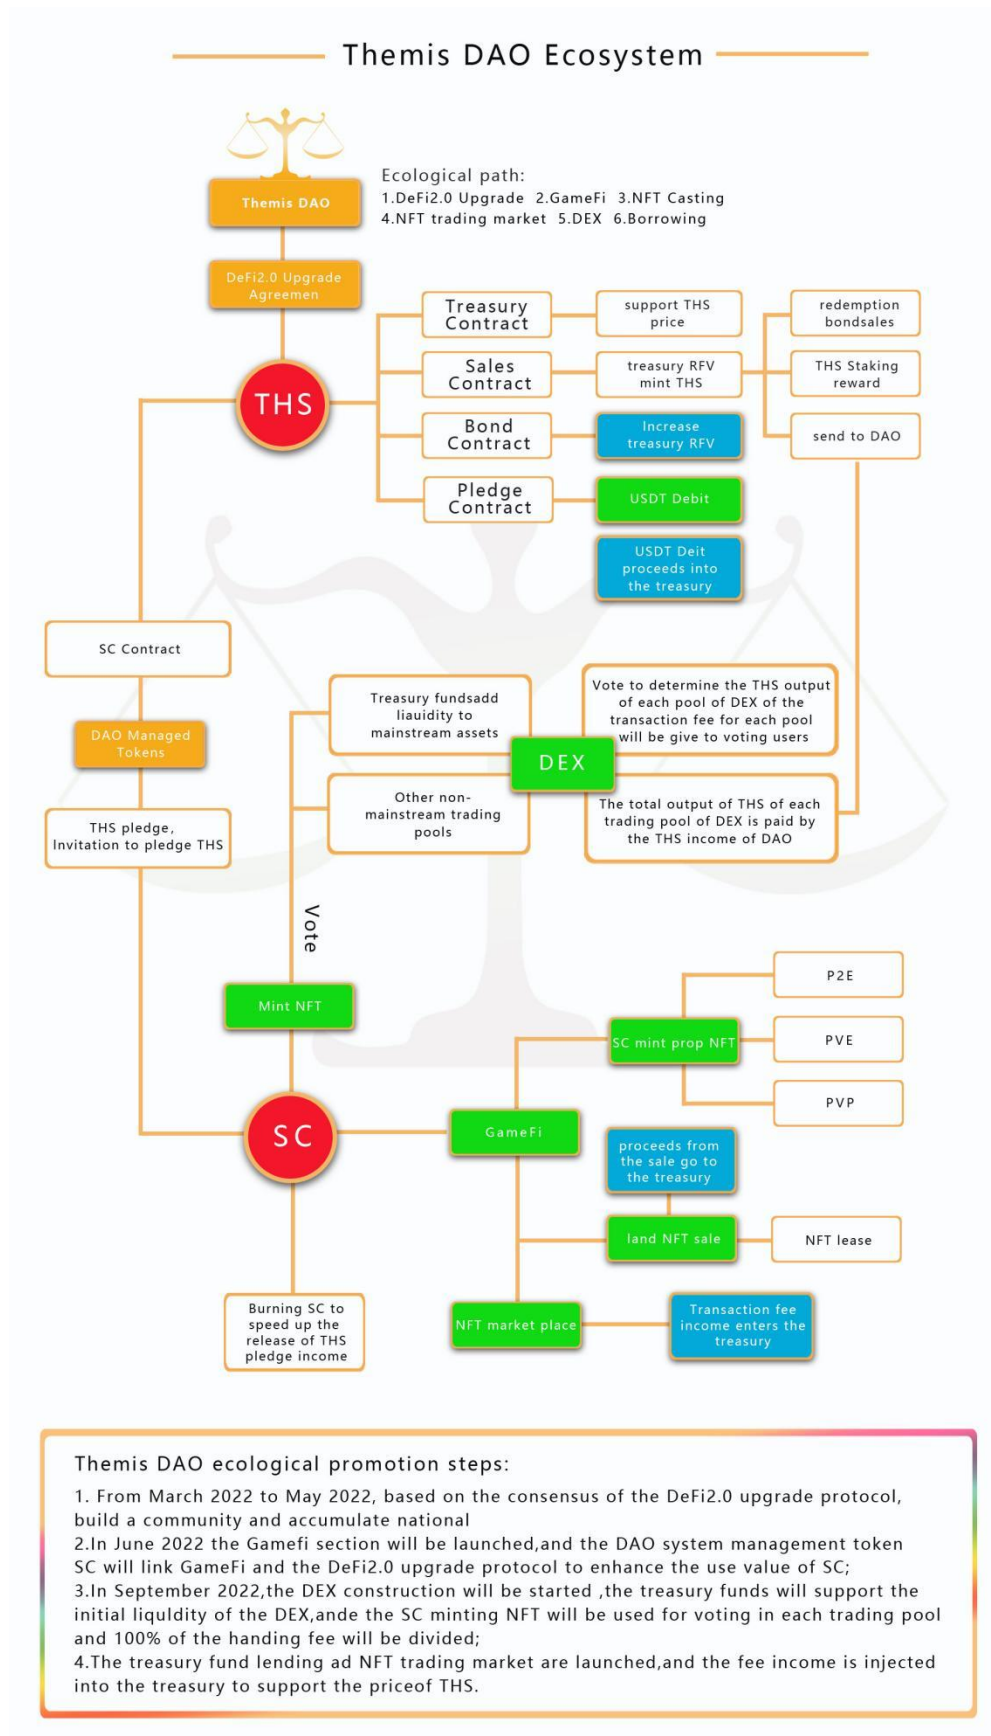 Themis DAO Ecosystem
Themis DAO
Ecological path:
1.DeFi2.0 Upgrade 2.GameFi 3.NFT Casting
4.NFT trading market 5.DEX 6.Borrowing
DeFi2.0 Upgrade
Agreemen
THS
Treasury
Contract
support THS
price
redemption
bondsales
Sales
Contract
treasury RFV
mint THS
THS Staking
reward
Bond
Contract
Increase
treasury RFV
send to DAO
Pledge
Contract
USDT Debit
USDT Deit
proceeds into
the treasury
SC Contract
DAO Managed
Tokens
THS pledge,
Invitation to pledge THS
Treasury fundsadd
liauidity to
mainstream assets
Vote to determine the THS output
of each pool of DEX of the
transaction fee for each pool
will be give to voting users
DEX
Other non-
mainstream trading
pools
The total output of THS of each
trading pool of DEX is paid by
the THS income of DAO
Vote
Mint NFT
SC
GameFi
SC mint prop NFT
P2E
PVE
PVP
proceeds from
the sale go to
the treasury
land NFT sale
NFT lease
NFT market place
Transaction fee
income enters the
treasury
Burning SC to
speed up the
release of THS
pledge income
Themis DAO ecological promotion steps:
1. From March 2022 to May 2022, based on the consensus of the DeFi2.0 upgrade protocol,
build a community and accumulate national
2.In June 2022 the Gamefi section will be launched,and the DAO system management token
SC will link GameFi and the DeFi2.0 upgrade protocol to enhance the use value of SC;
3.In September 2022,the DEX construction will be started ,the treasury funds will support the
initial liquldity of the DEX,ande the SC minting NFT will be used for voting in each trading pool
and 100% of the handing fee will be divided;
4.The treasury fund lending ad NFT trading market are launched,and the fee income is injected
into the treasury to support the priceof THS.